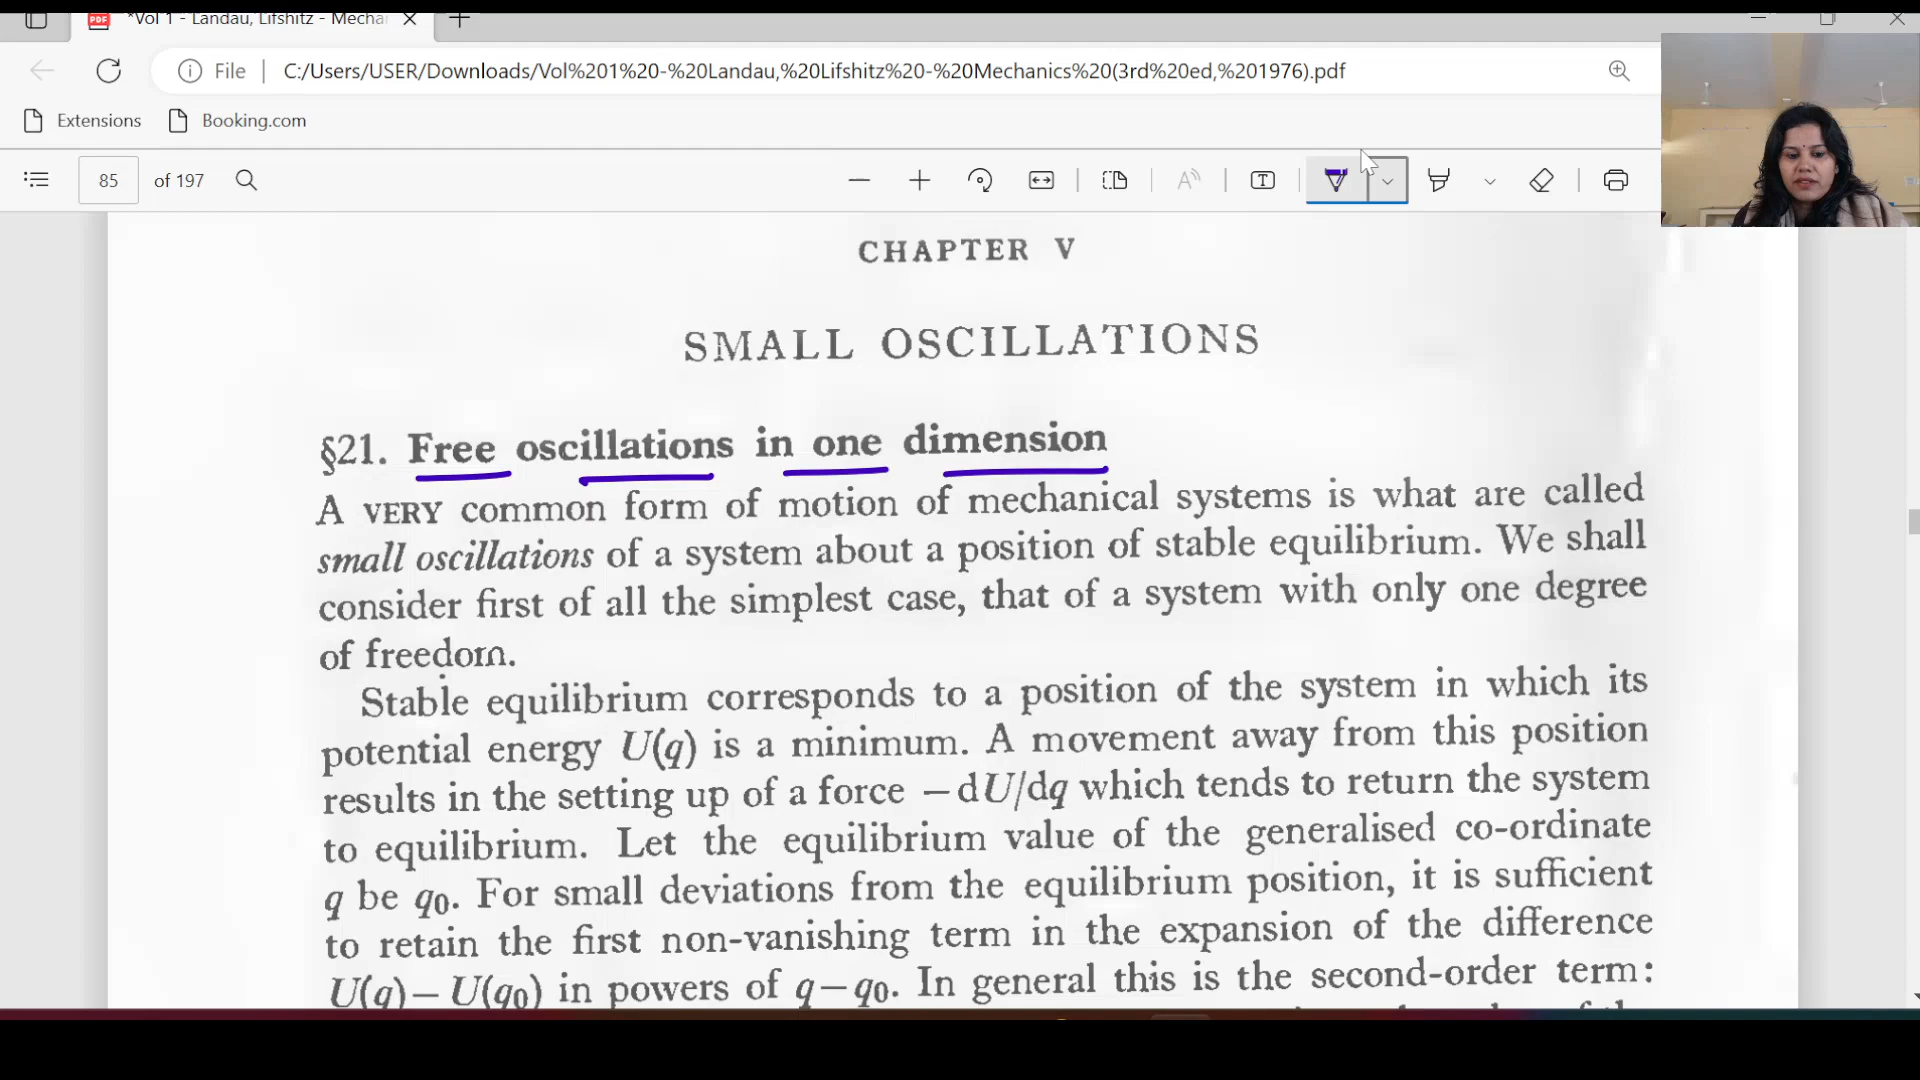 *Vol 1 - Landau, Lifshitz - Mechan
File
C:/Users/USER/Downloads/Vol%201%20-%20Landau,%20Lifshitz%20-%20Mechanics%20(3rd%20ed,%201976).pdf
Extensions
Booking.com
85
of 197
CHAPTER V
SMALL OSCILLATIONS
§21. Free oscillations in one dimension
A VERY common form of motion of mechanical systems is what are called
small oscillations of a system about a position of stable equilibrium. We shall
consider first of all the simplest case, that of a system with only one degree
of freedom.
Stable equilibrium corresponds to a position of the system in which its
potential energy U(q) is a minimum. A movement away from this position
results in the setting up of a force −dU/dq which tends to return the system
to equilibrium. Let the equilibrium value of the generalised co-ordinate
q be q0. For small deviations from the equilibrium position, it is sufficient
to retain the first non-vanishing term in the expansion of the difference
U(q)− U(q0) in powers of q−q0. In general this is the second-order term: